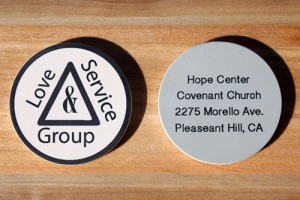 Love & Service
Group
Hope Center
Covenant Church
2275 Morello Ave.
Pleaseant Hill, CA